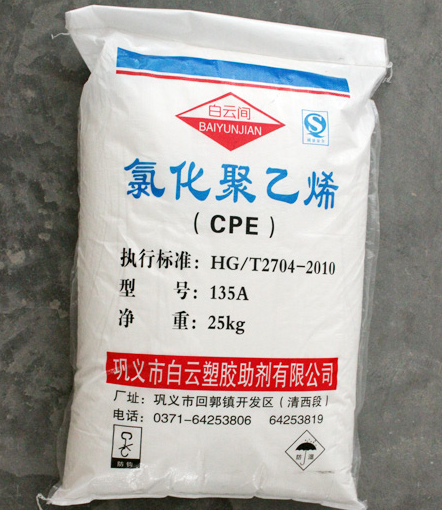 白云间
BAIYUNJIAN
氯化聚乙烯
(CPE)
执行标准: HG/T2704-2010
型 号: 135A
净 重: 25kg
巩义市白云塑胶助剂有限公司
厂址: 巩义市回郭镇开发区(清西段)
电话: 0371-64253806 64253819
防潮